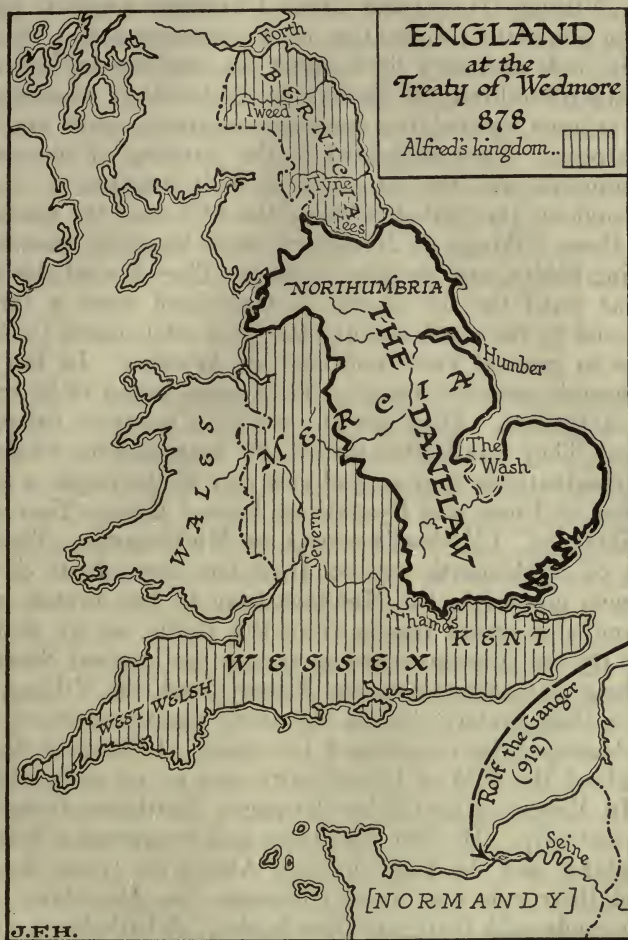 ENGLAND
at the
Treaty of Wedmore
878
Alfred's kingdom..
Forth
BERNICIA
Tweed
Tyne
Tees
NORTHUMBRIA
THE DANELAW
Humber
MERCIA
The
Wash
WALES
Severn
Thames
KENT
WESSEX
WEST WELSH
Rolf the Ganger
(912)
Seine
[NORMANDY]
J.F.H.